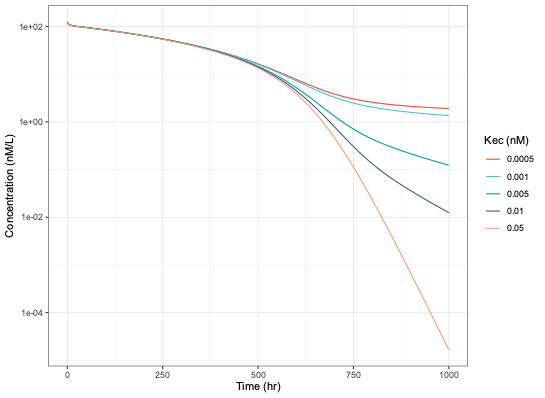 1e+02
1e+00
1e-02
1e-04
Concentration (nM/L)
0
250
500
750
1000
Time (hr)
Kec (nM)
0.0005
0.001
0.005
0.01
0.05